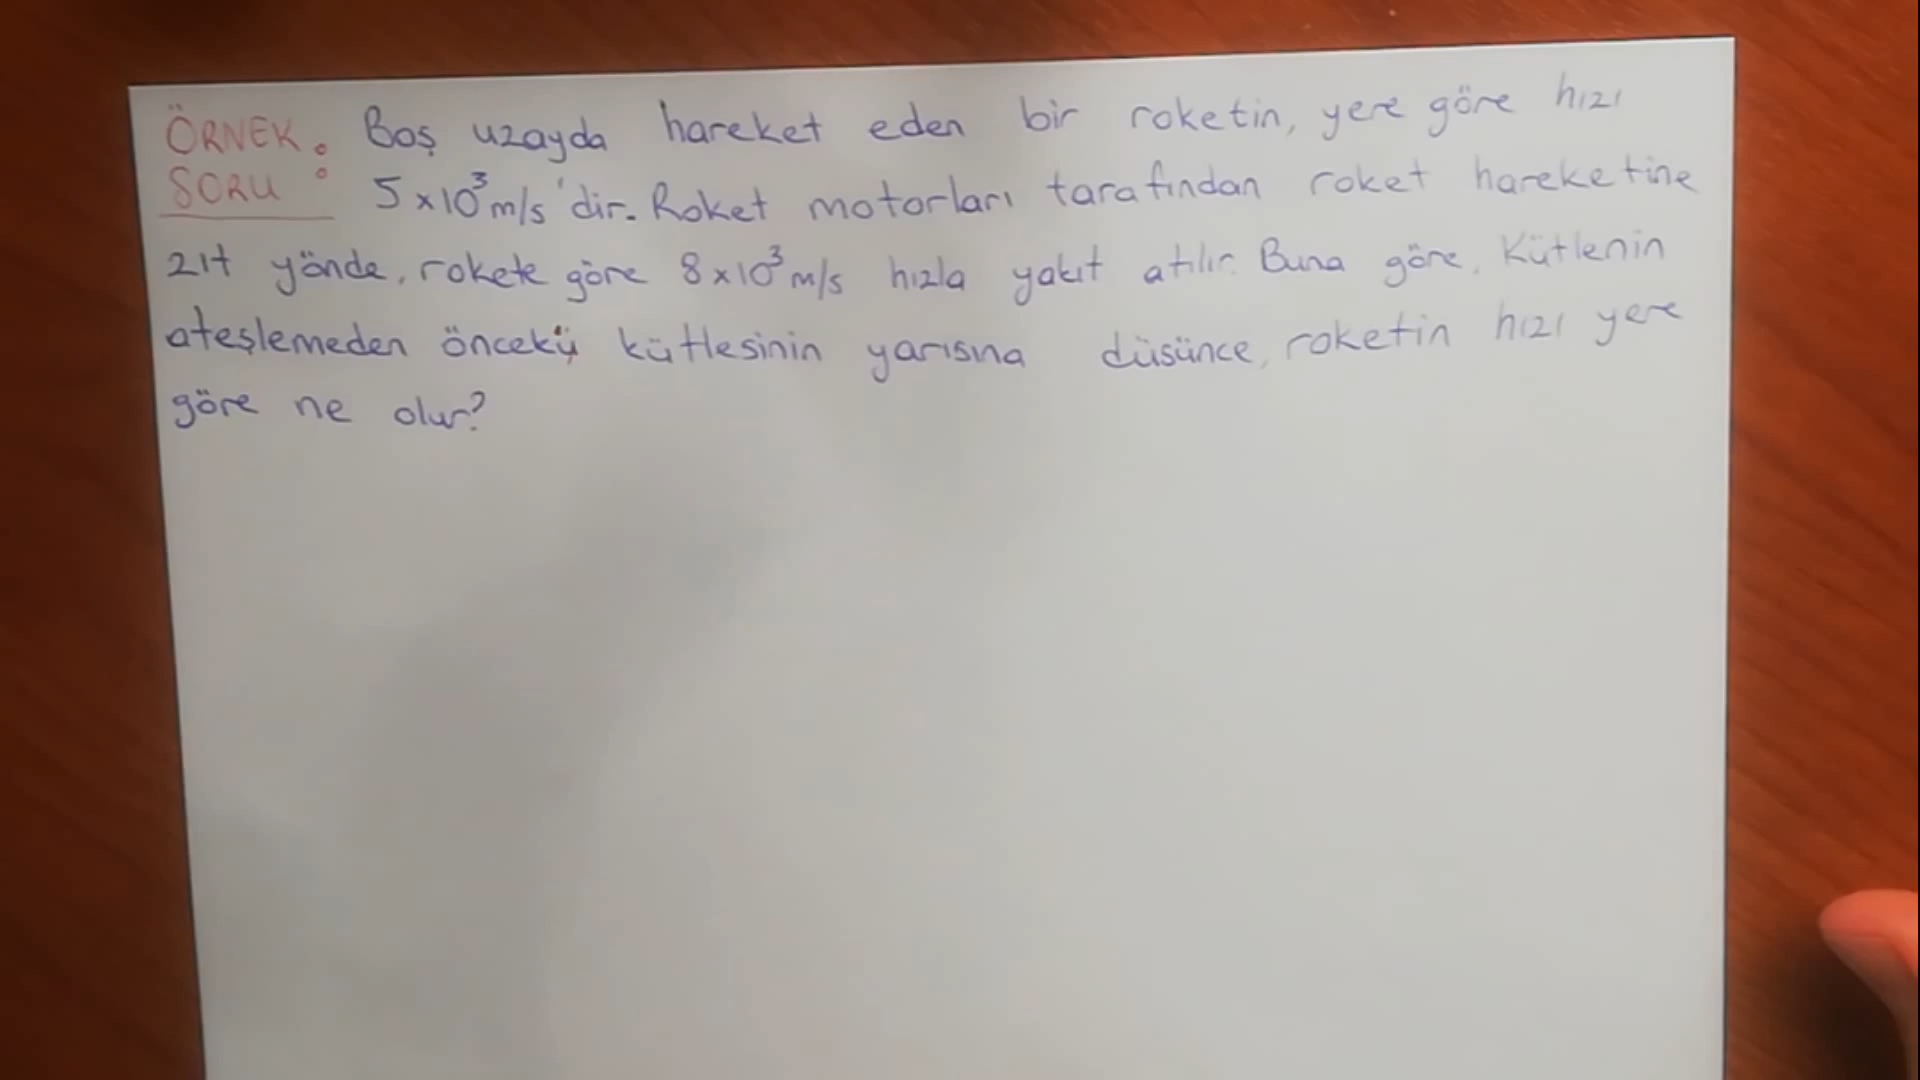 ÖRNEK SORU : Boş uzayda hareket eden bir roketin, yere göre hızı
5x10³ m/s'dir. Roket motorları tarafından roket hareketine
zıt yönde, rokete göre 8x10³ m/s hızla yakıt atılır. Buna göre, Kütlenin
ateşlemeden önceki kütlesinin yarısına düsünce, roketin hızı yere
göre ne olur?